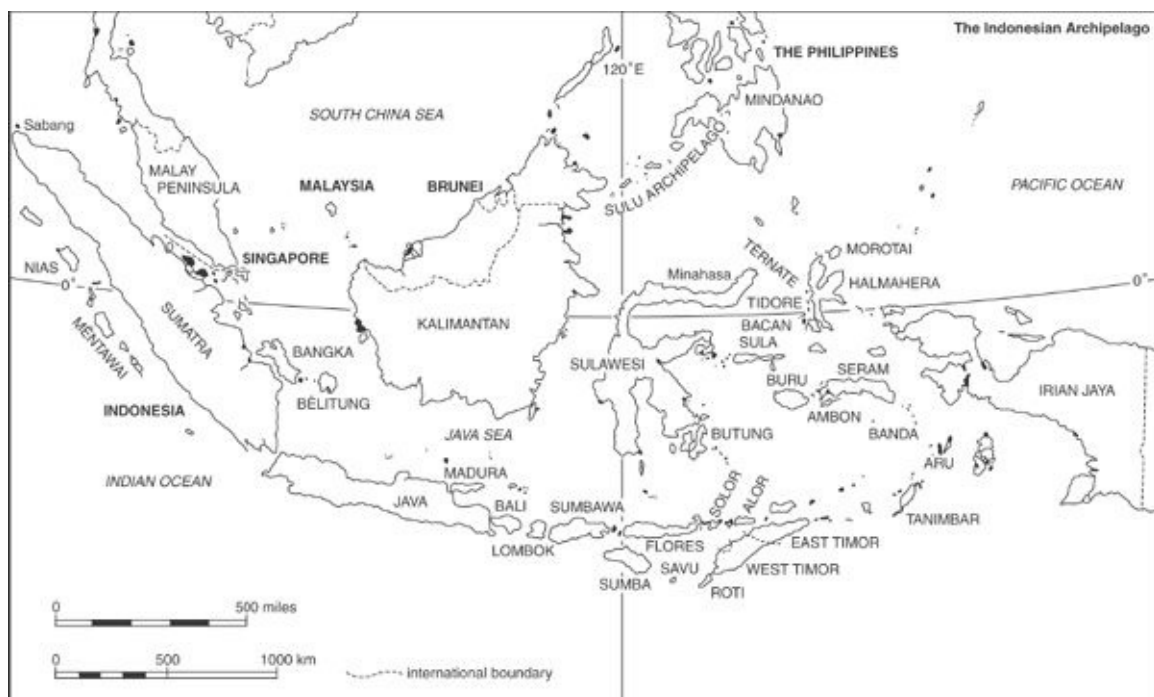 The Indonesian Archipelago
THE PHILIPPINES
120°E
MINDANAO
SOUTH CHINA SEA
Sabang
MALAY
PENINSULA
MALAYSIA
BRUNEI
SULU ARCHIPELAGO
PACIFIC OCEAN
SINGAPORE
NIAS
0°
MOROTAI
TERNATE
Minahasa
HALMAHERA
0°
TIDORE
SUMATRA
KALIMANTAN
BACAN
SULA
MENTAWAI
BANGKA
SULAWESI
SERAM
BURU
IRIAN JAYA
INDONESIA
BĚLITUNG
AMBON
JAVA SEA
BUTUNG
BANDA
ARU
INDIAN OCEAN
MADURA
JAVA
BALI
SUMBAWA
SOLOR
ALOR
TANIMBAR
LOMBOK
FLORES
EAST TIMOR
SAVU
WEST TIMOR
SUMBA
ROTI
0 500 miles
0 500 1000 km
international boundary